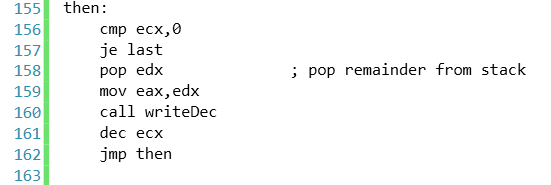 155 then:
156 cmp ecx,0
157 je last
158 pop edx ; pop remainder from stack
159 mov eax,edx
160 call writeDec
161 dec ecx
162 jmp then
163